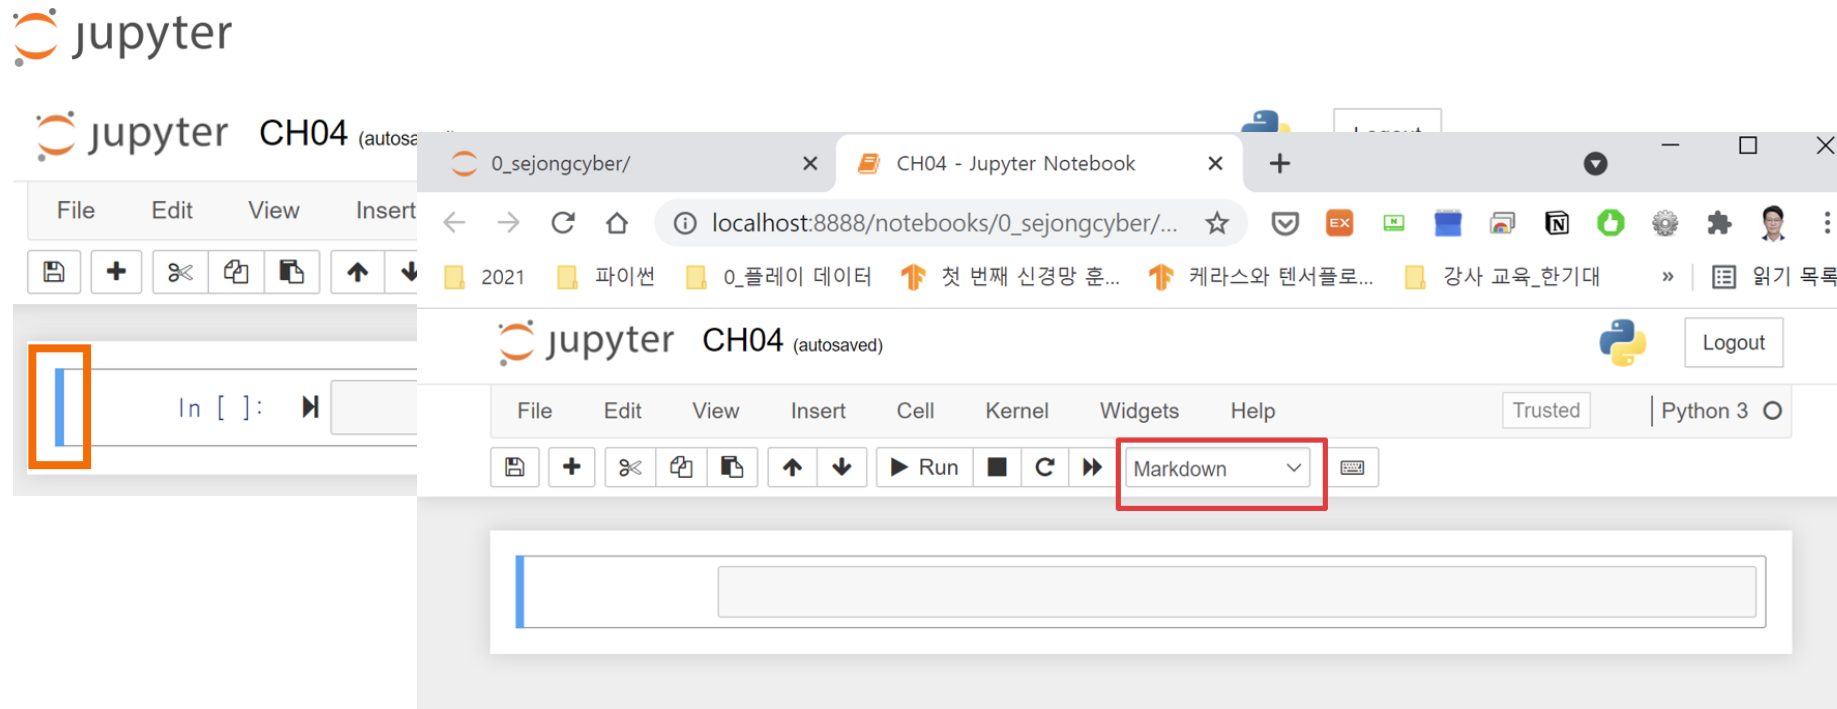 jupyter
jupyter CH04 (autosa
File Edit View Insert
In [ ]:
0_sejongcyber/
CH04 - Jupyter Notebook
localhost:8888/notebooks/0_sejongcyber/...
EX
N
N
2021 파이썬 0_플레이 데이터 첫 번째 신경망 훈... 케라스와 텐서플로... 강사 교육_한기대 » 읽기 목록
jupyter CH04 (autosaved)
Logout
File Edit View Insert Cell Kernel Widgets Help
Trusted
Python 3
Run
Markdown